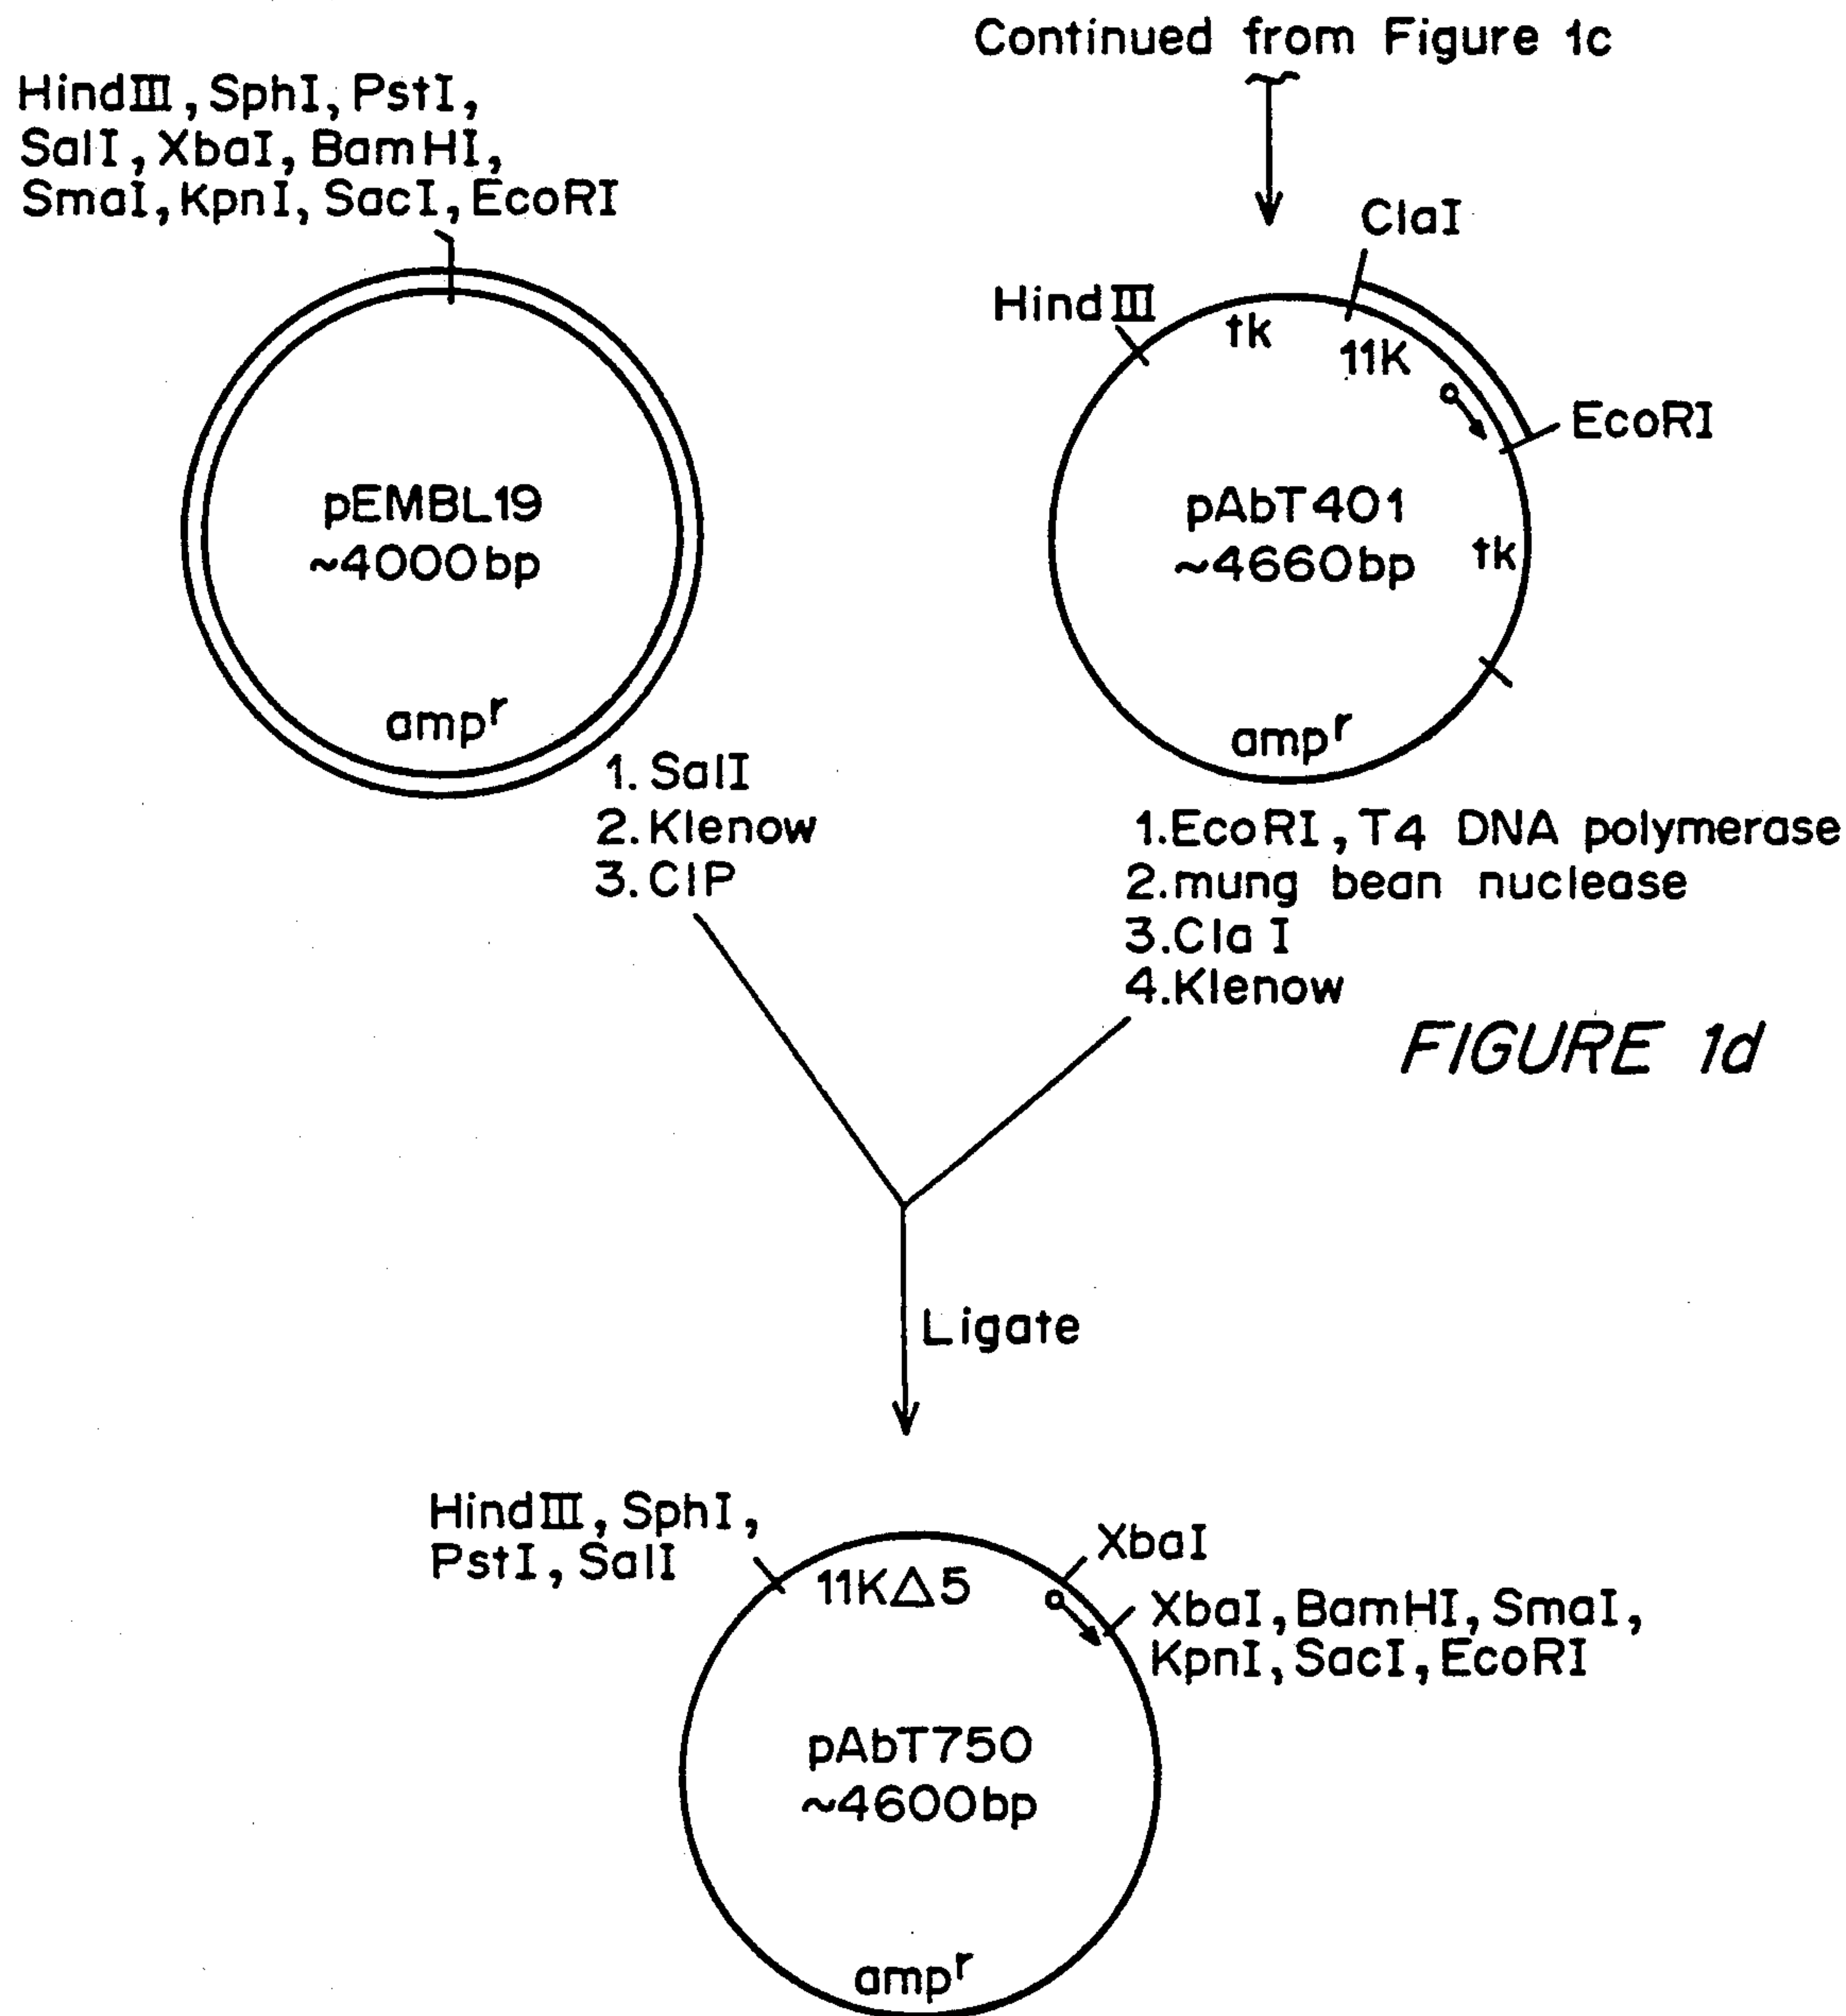 Continued from Figure 1c
HindIII, SphI, PstI,
SalI, XbaI, BamHI,
SmaI, KpnI, SacI, EcoRI
ClaI
HindIII
tk
11K
EcoRI
pEMBL19
~4000bp
ampr
pAbT401
~4660bp
tk
ampr
1. SalI
2. Klenow
3. CIP
1. EcoRI, T4 DNA polymerase
2. mung bean nuclease
3. Cla I
4. Klenow
FIGURE 1d
Ligate
HindIII, SphI,
PstI, SalI
11K△5
XbaI
XbaI, BamHI, SmaI,
KpnI, SacI, EcoRI
pAbT750
~4600bp
ampr